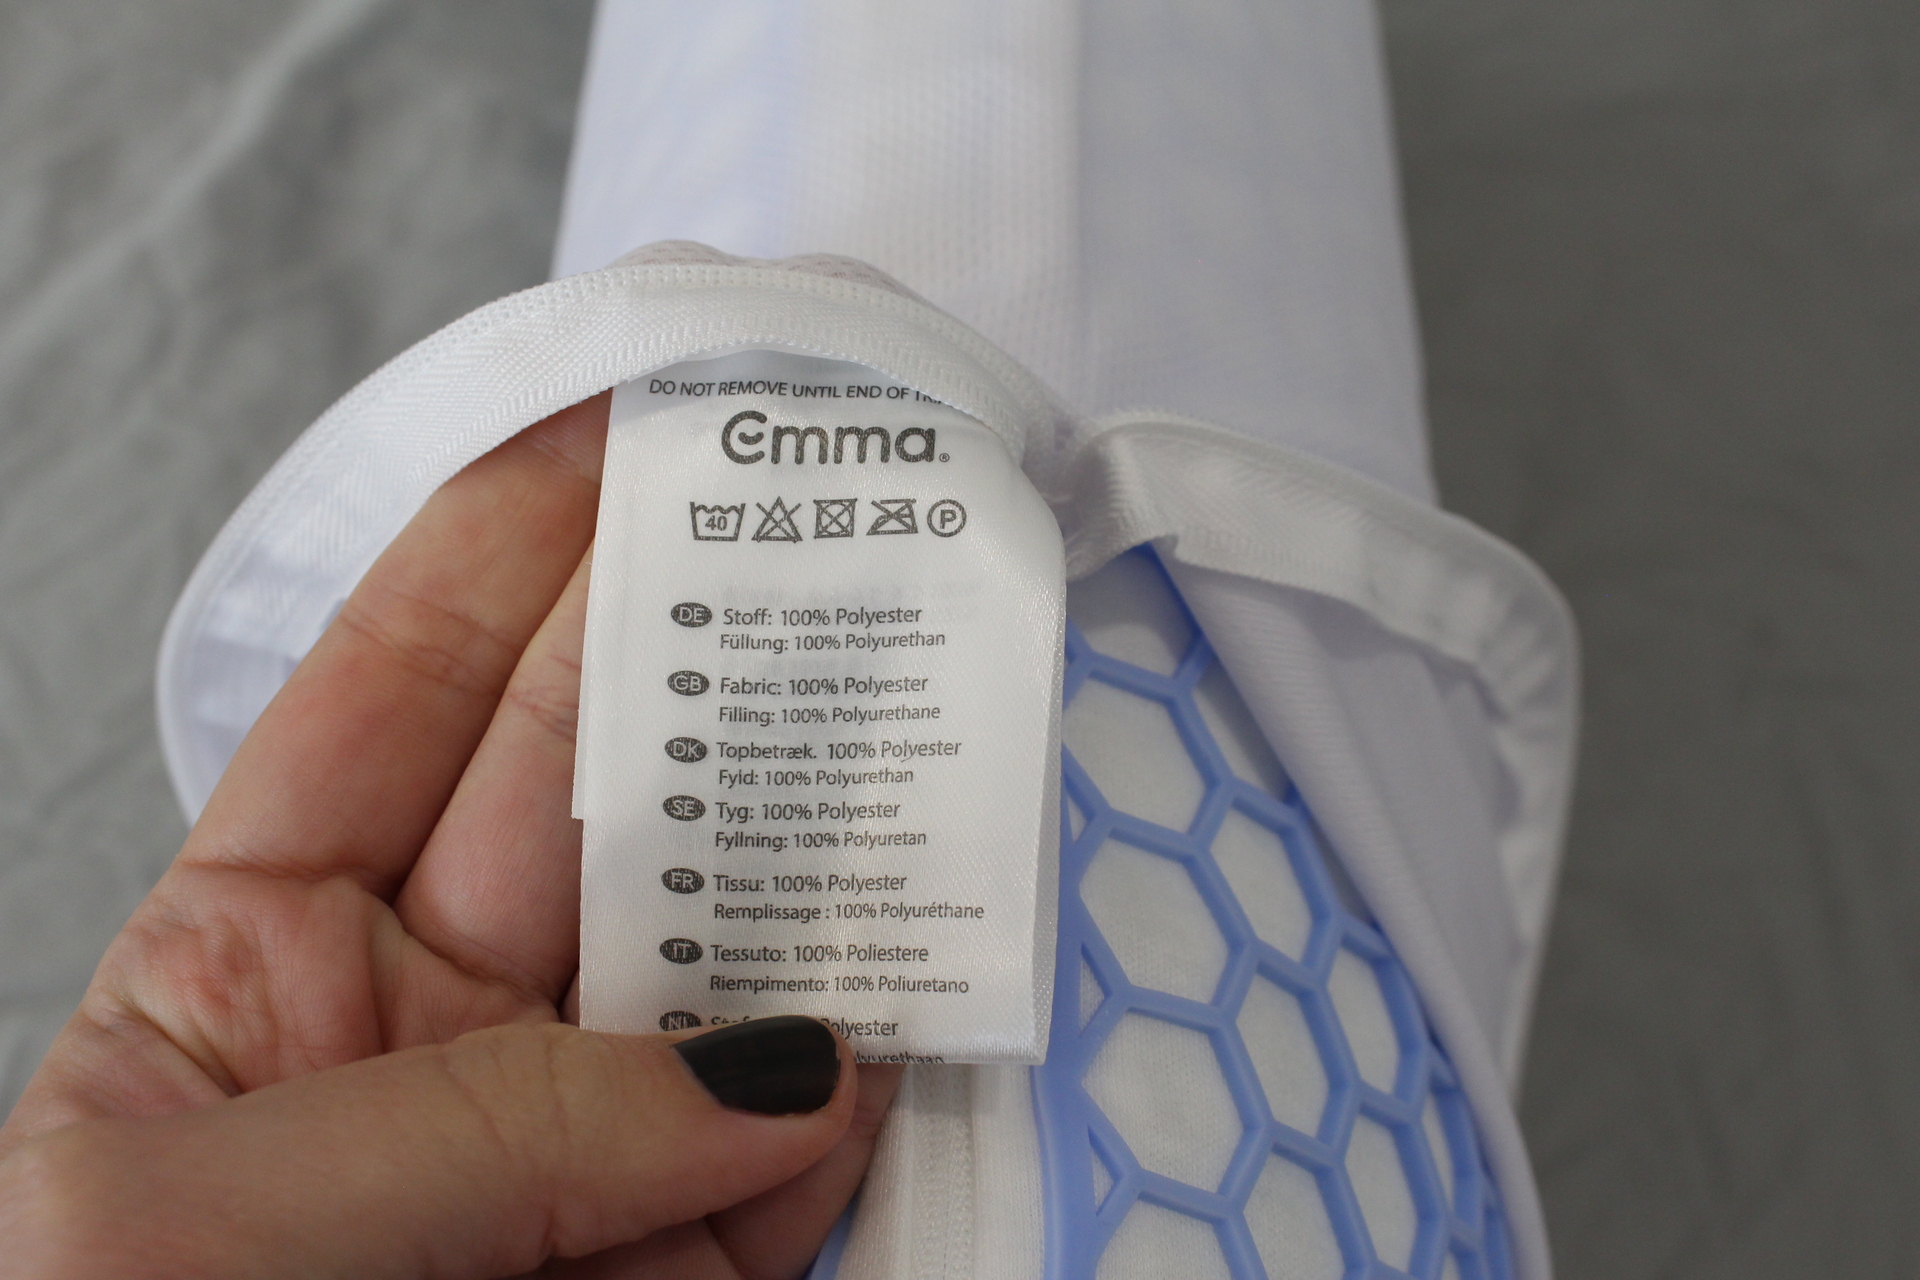 DO NOT REMOVE UNTIL END OF
emma®
40 P
DE Stoff: 100% Polyester
Füllung: 100% Polyurethan
GB Fabric: 100% Polyester
Filling: 100% Polyurethane
DK Topbetræk. 100% Polyester
Fyld: 100% Polyurethan
SE Tyg: 100% Polyester
Fyllning: 100% Polyuretan
FR Tissu: 100% Polyester
Remplissage : 100% Polyuréthane
IT Tessuto: 100% Poliestere
Riempimento: 100% Poliuretano
NL Polyester